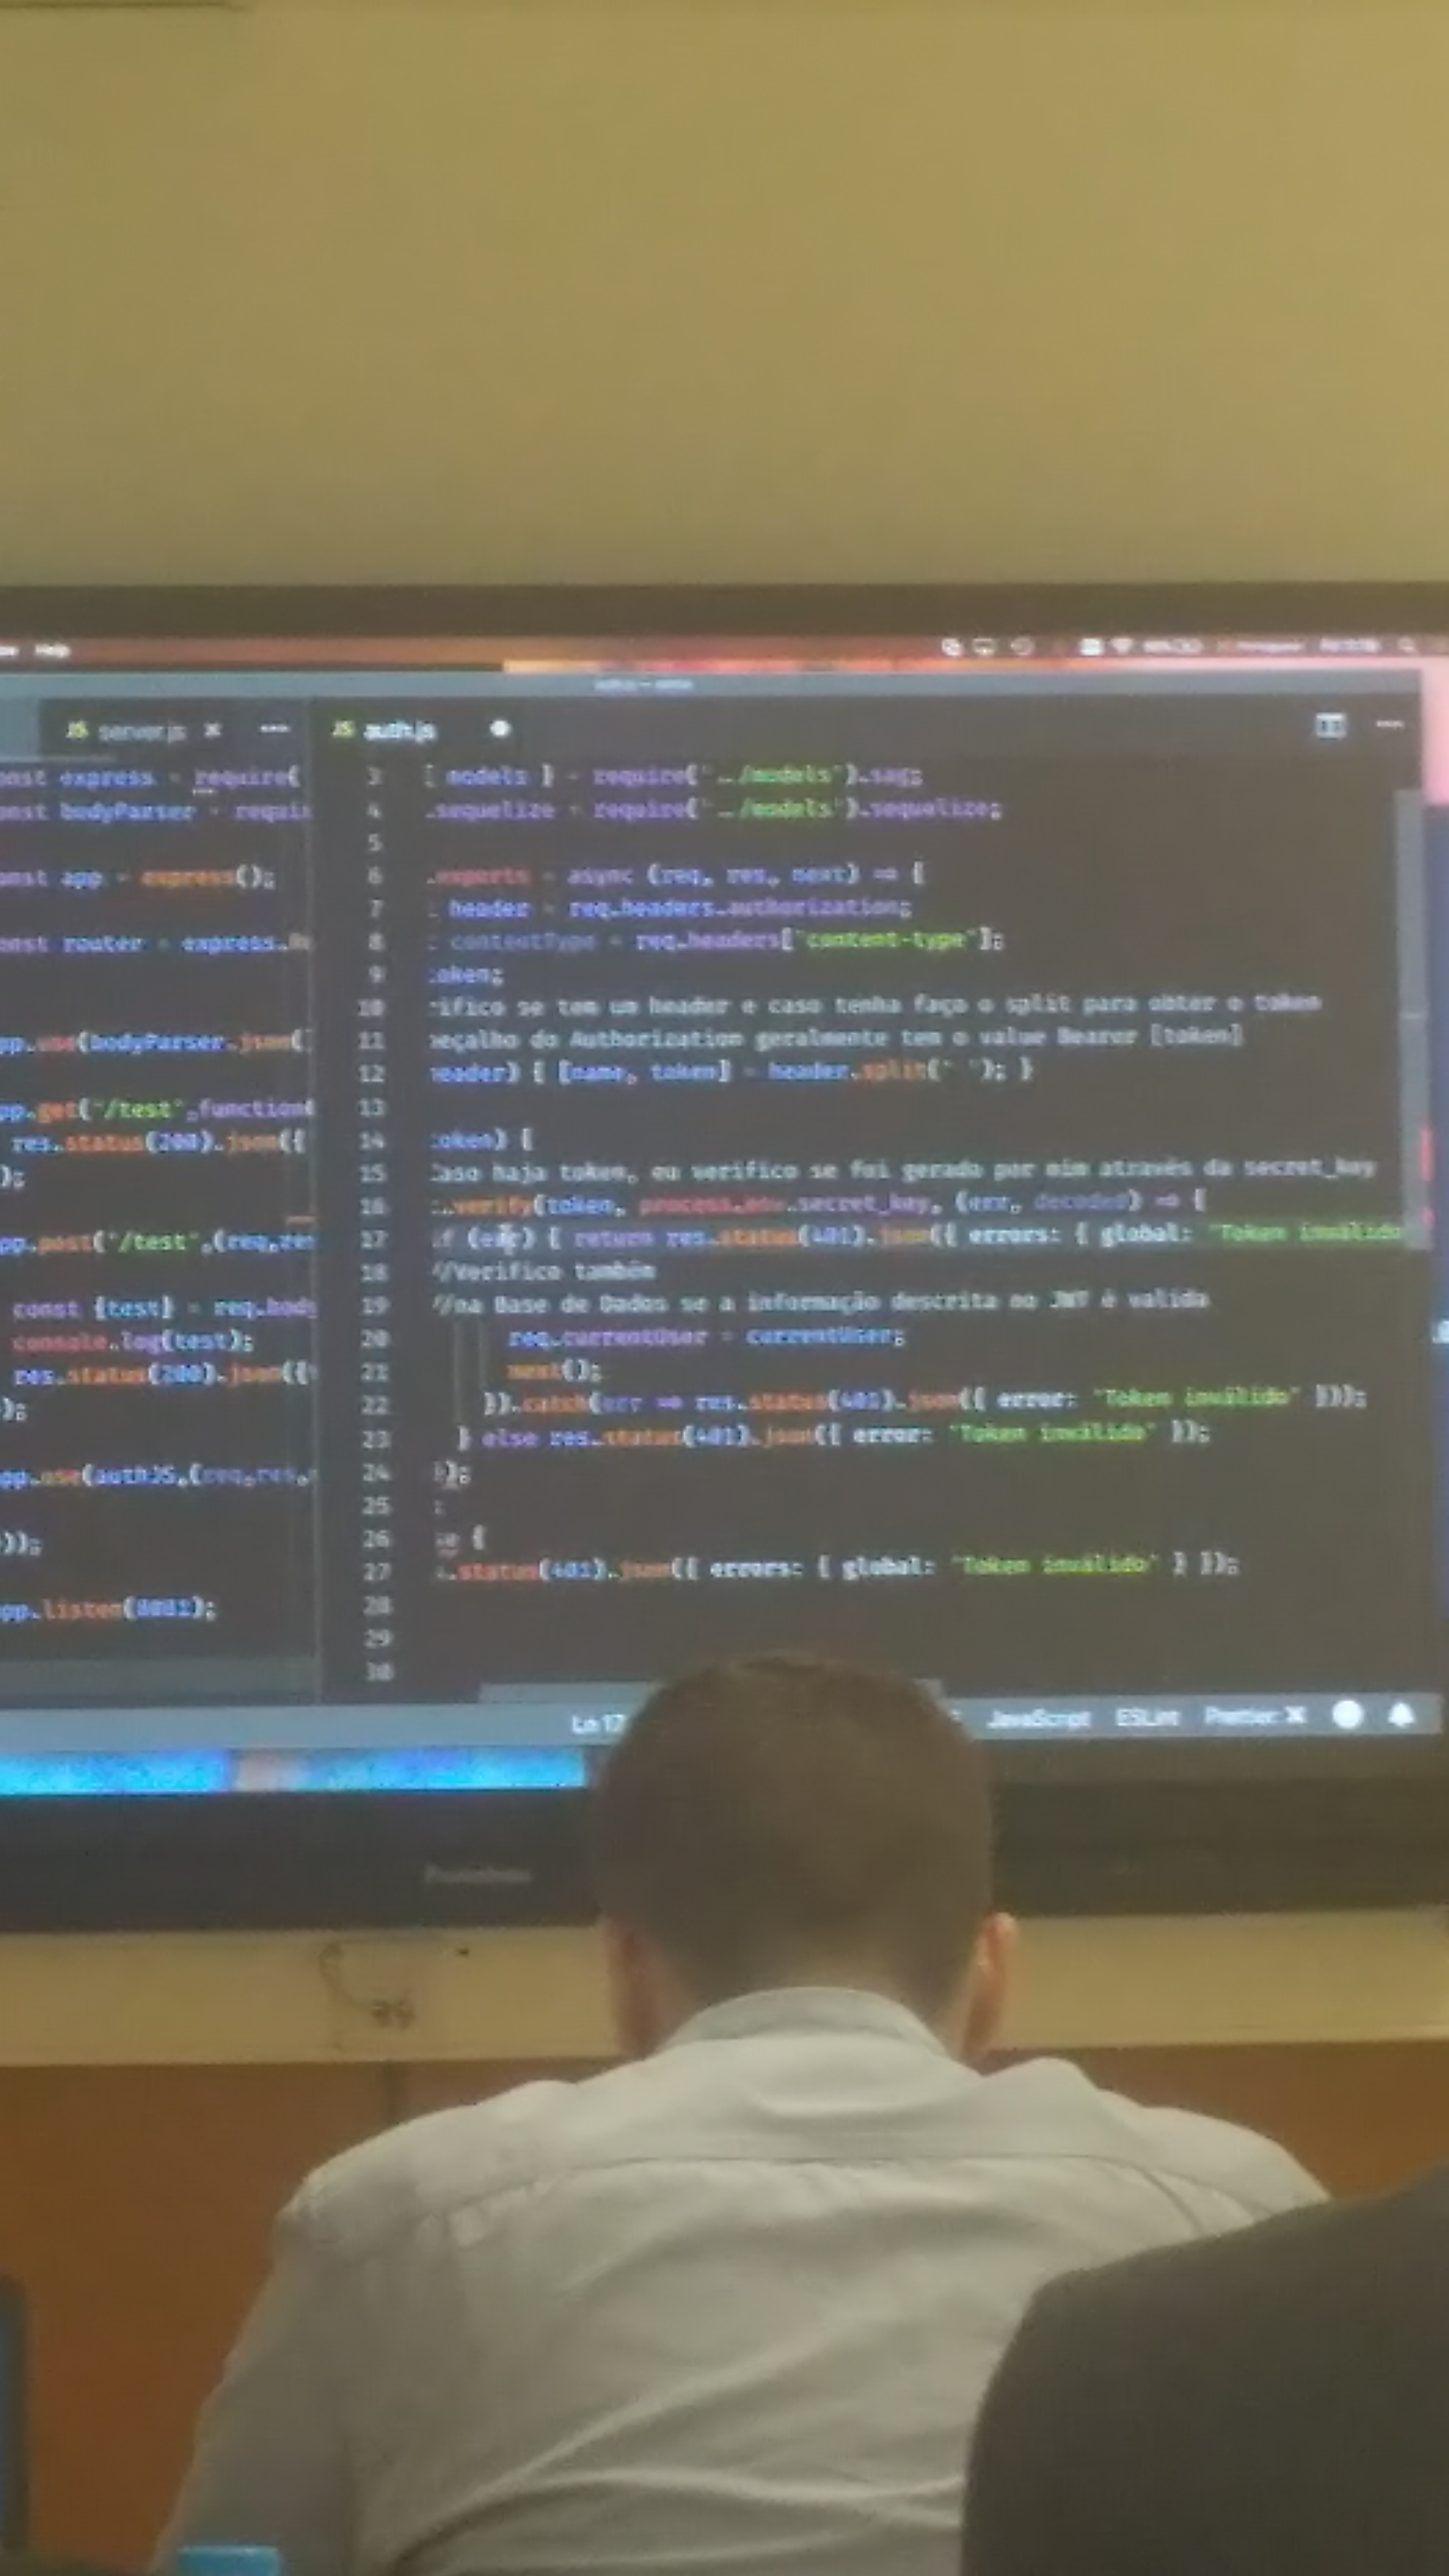 Help
server.js
onst express = require(
onst bodyParser = requir
onst app = express();
onst router = express.Ro
pp.use(bodyParser.json(
pp.get("/test",function(
res.status(200).json({
);
pp.post("/test",(req,res
const {test} = req.body
console.log(test);
res.status(200).json({
);
pp.use(authJS,(req,res,
));
pp.listen(8081);
auth.js
3 { models } = require("../models").
4 .sequelize = require("../models").sequelize;
5
6 .exports = async (req, res, next) => {
7 header = req.headers.authorization;
8 contentType = req.headers["content-type"];
9 oken;
10 rifico se tem um header e caso tenha faço o split para obter o token
11 eçalho do Authorization geralmente tem o value Bearer [token]
12 eader) { [name, token] = header.split(" "); }
13
14 oken) {
15 aso haja token, eu verifico se foi gerado por mim através da secret_key
16 .verify(token, process.env.secret_key, (err, decoded) => {
17 if (err) { return res.status(401).json({ errors: { global: "Token inválido
18 //Verifico também
19 //na Base de Dados se a informação descrita no JWT é valida
20 req.currentUser = currentUser;
21 next();
22 }).catch(err => res.status(401).json({ error: "Token inválido" }));
23 } else res.status(401).json({ error: "Token inválido" });
24 });
25
26 se {
27 .status(401).json({ errors: { global: "Token inválido" } });
28
29
30
Ln 17
JavaScript ESLint Prettier: X
Promethean